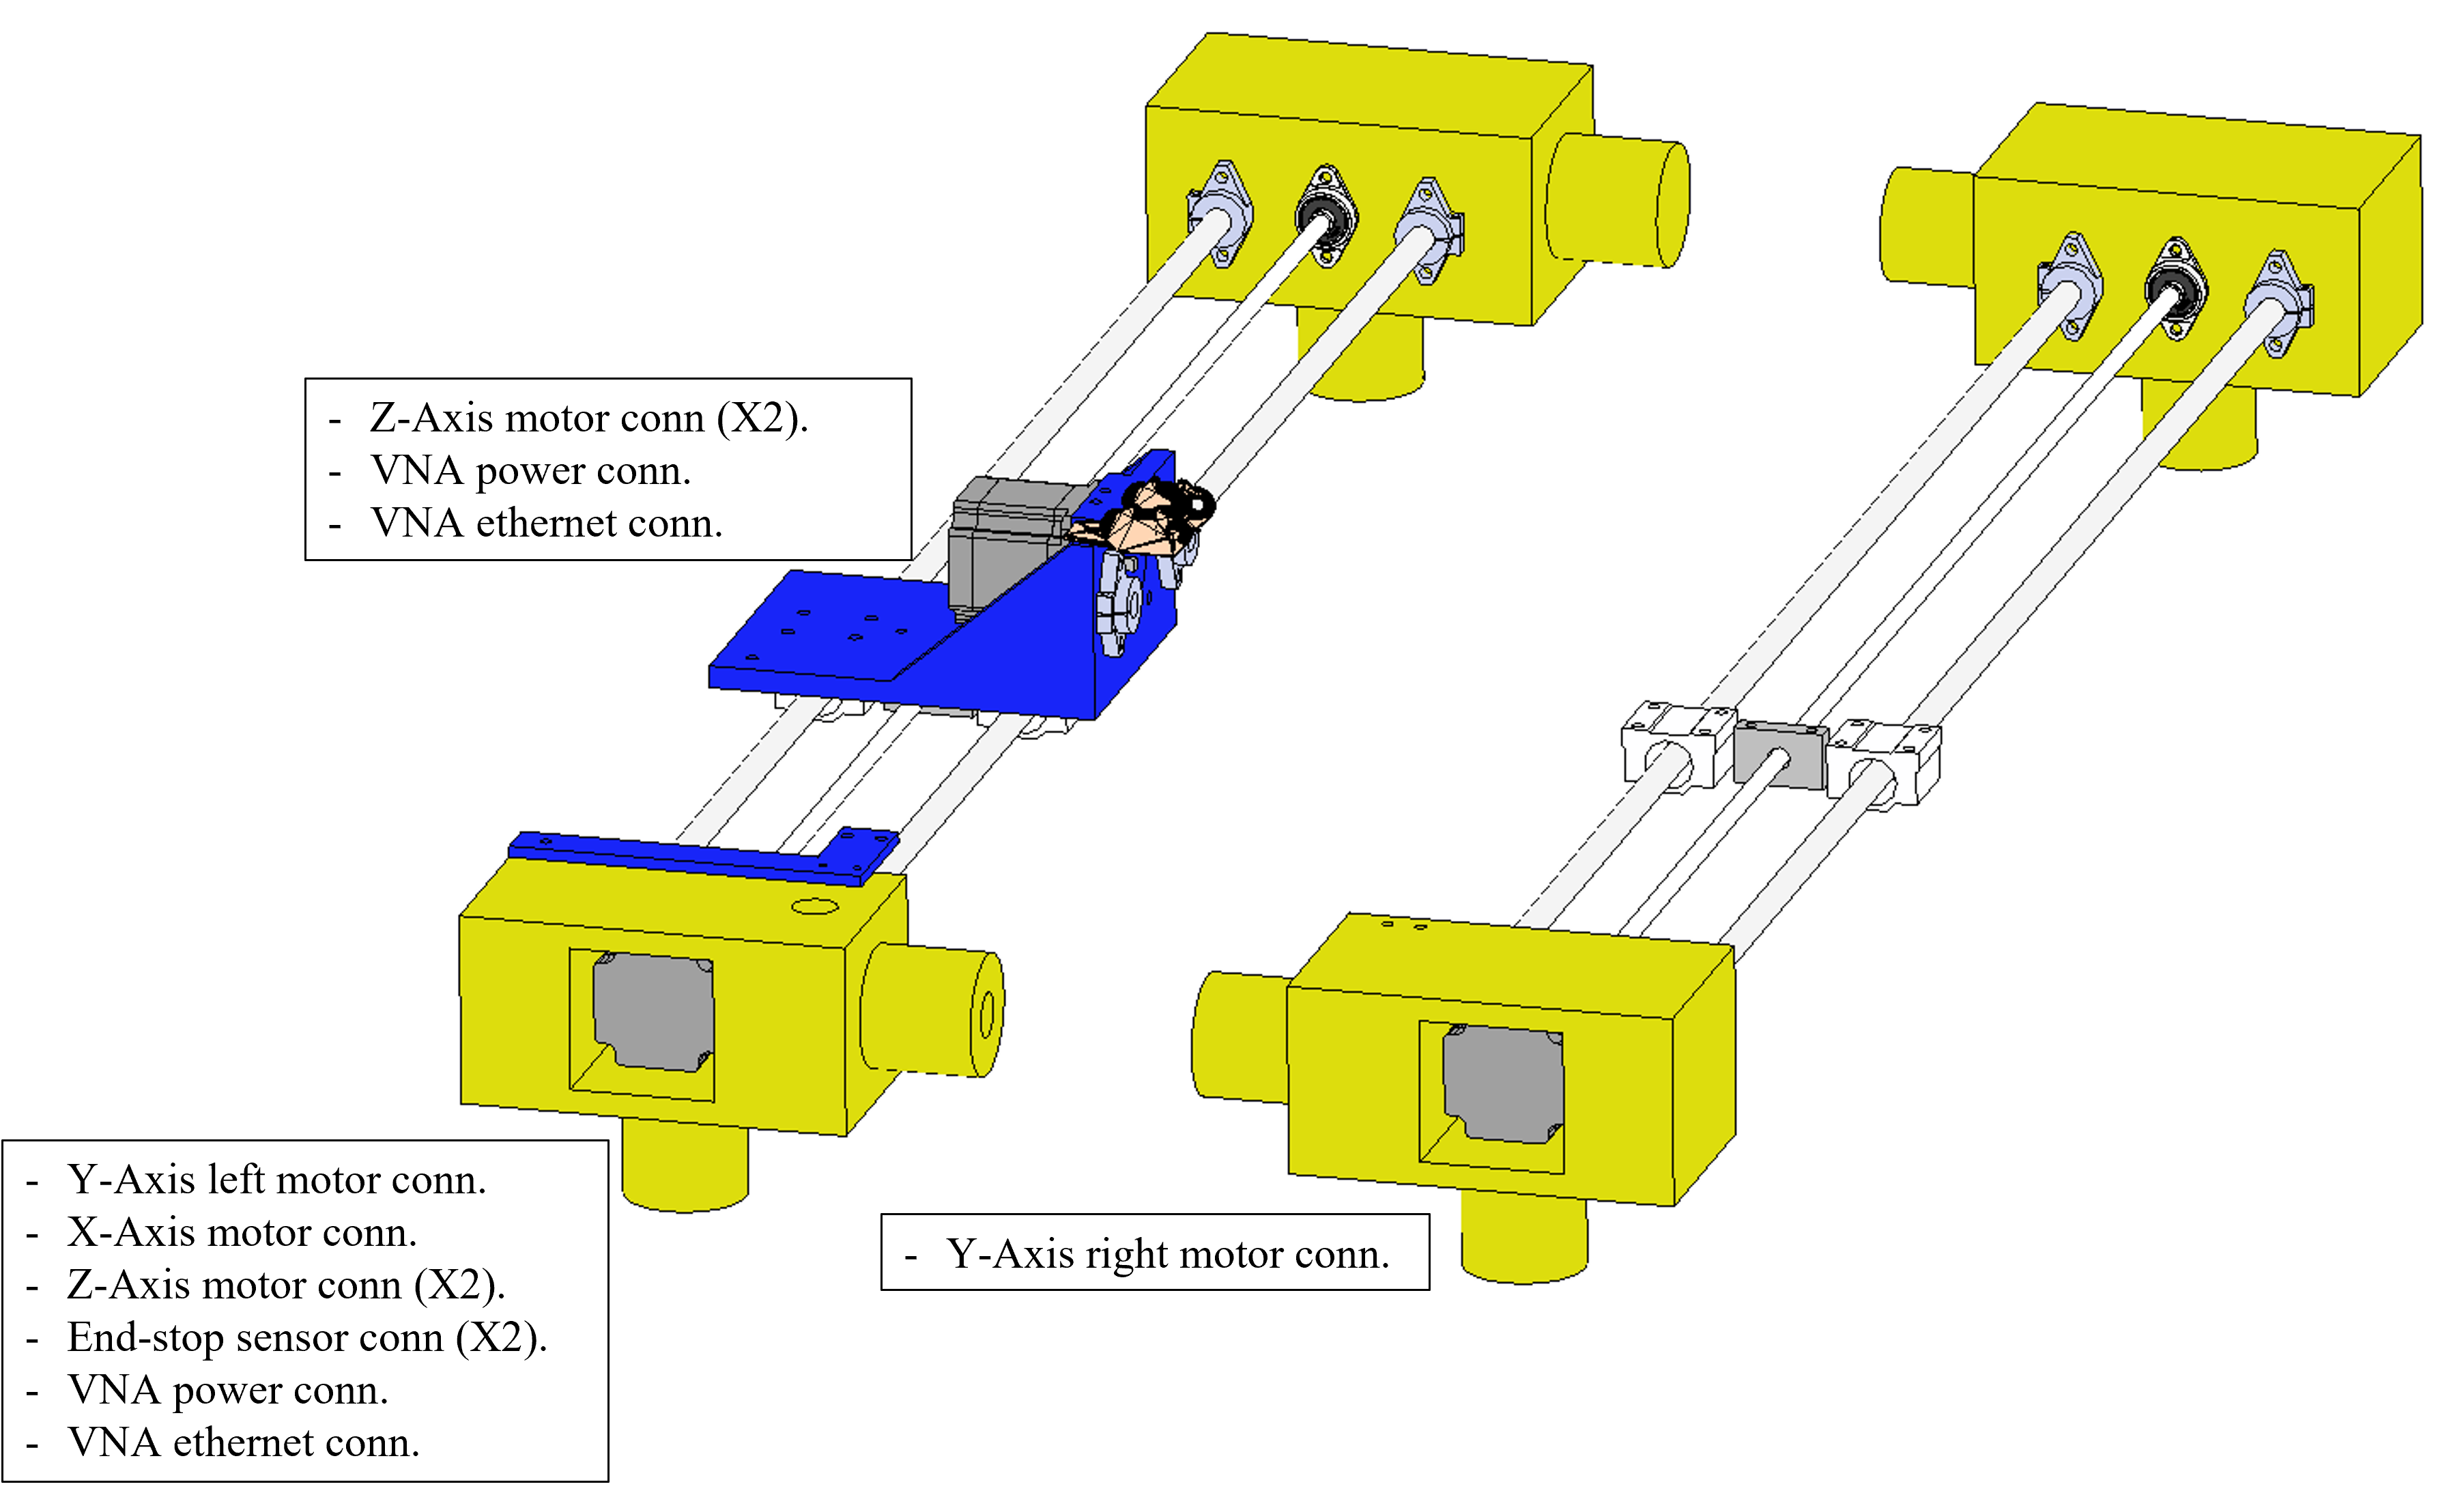 - Z-Axis motor conn (X2).
- VNA power conn.
- VNA ethernet conn.
- Y-Axis left motor conn.
- X-Axis motor conn.
- Z-Axis motor conn (X2).
- End-stop sensor conn (X2).
- VNA power conn.
- VNA ethernet conn.
- Y-Axis right motor conn.